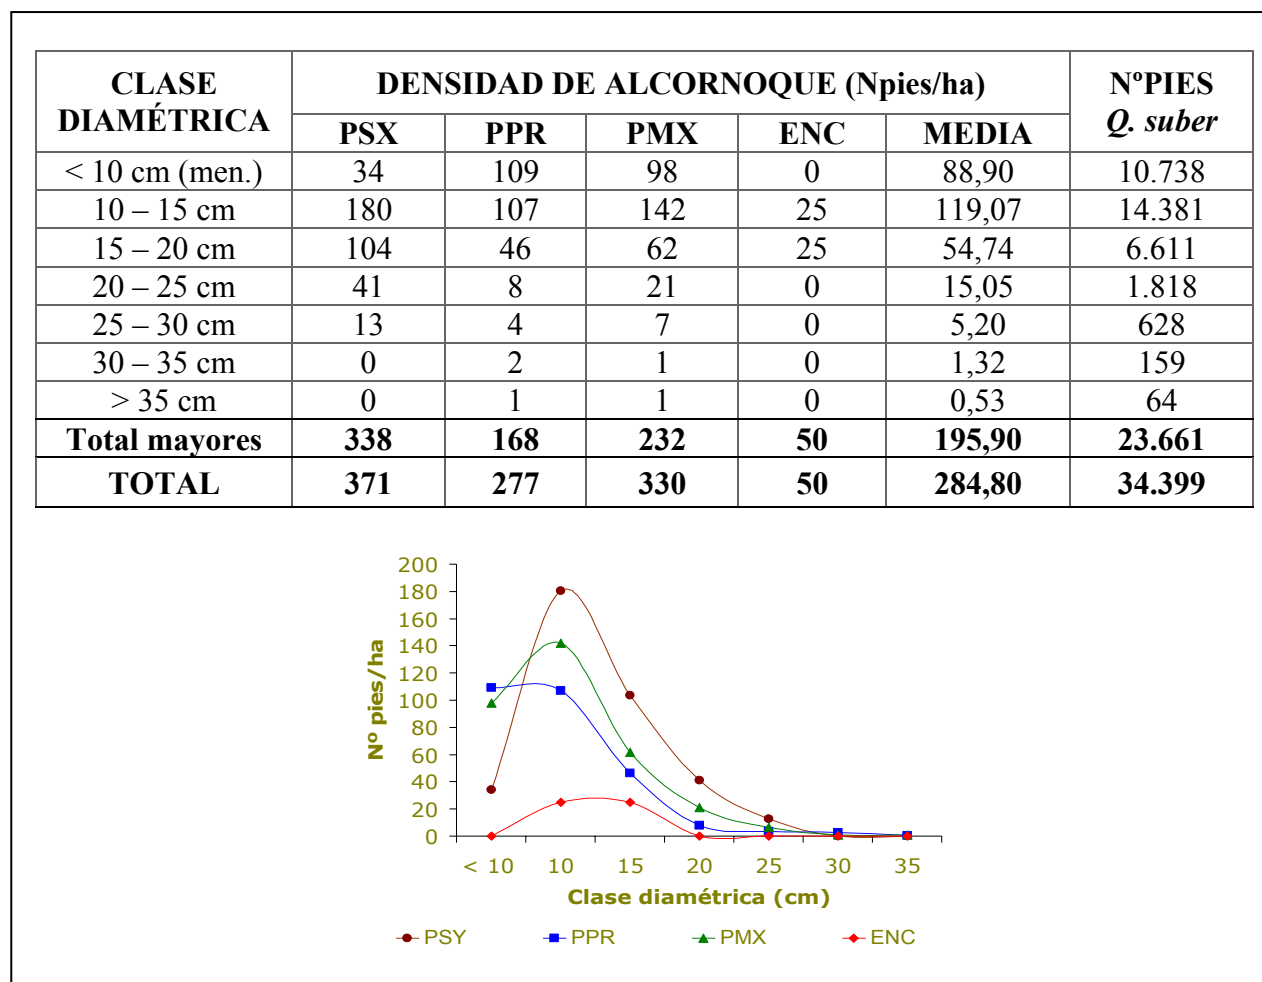 CLASE DIAMÉTRICA DENSIDAD DE ALCORNOQUE (Npies/ha) NºPIES Q. suber
PSX PPR PMX ENC MEDIA
< 10 cm (men.) 34 109 98 0 88,90 10.738
10 – 15 cm 180 107 142 25 119,07 14.381
15 – 20 cm 104 46 62 25 54,74 6.611
20 – 25 cm 41 8 21 0 15,05 1.818
25 – 30 cm 13 4 7 0 5,20 628
30 – 35 cm 0 2 1 0 1,32 159
> 35 cm 0 1 1 0 0,53 64
Total mayores 338 168 232 50 195,90 23.661
TOTAL 371 277 330 50 284,80 34.399
200
180
160
140
120
100
80
60
40
20
0
Nº pies/ha
< 10 10 15 20 25 30 35
Clase diamétrica (cm)
PSY PPR PMX ENC